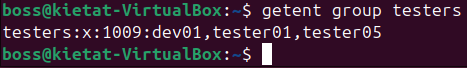 boss@kietat-VirtualBox:~$ getent group testers
testers:x:1009:dev01,tester01,tester05
boss@kietat-VirtualBox:~$